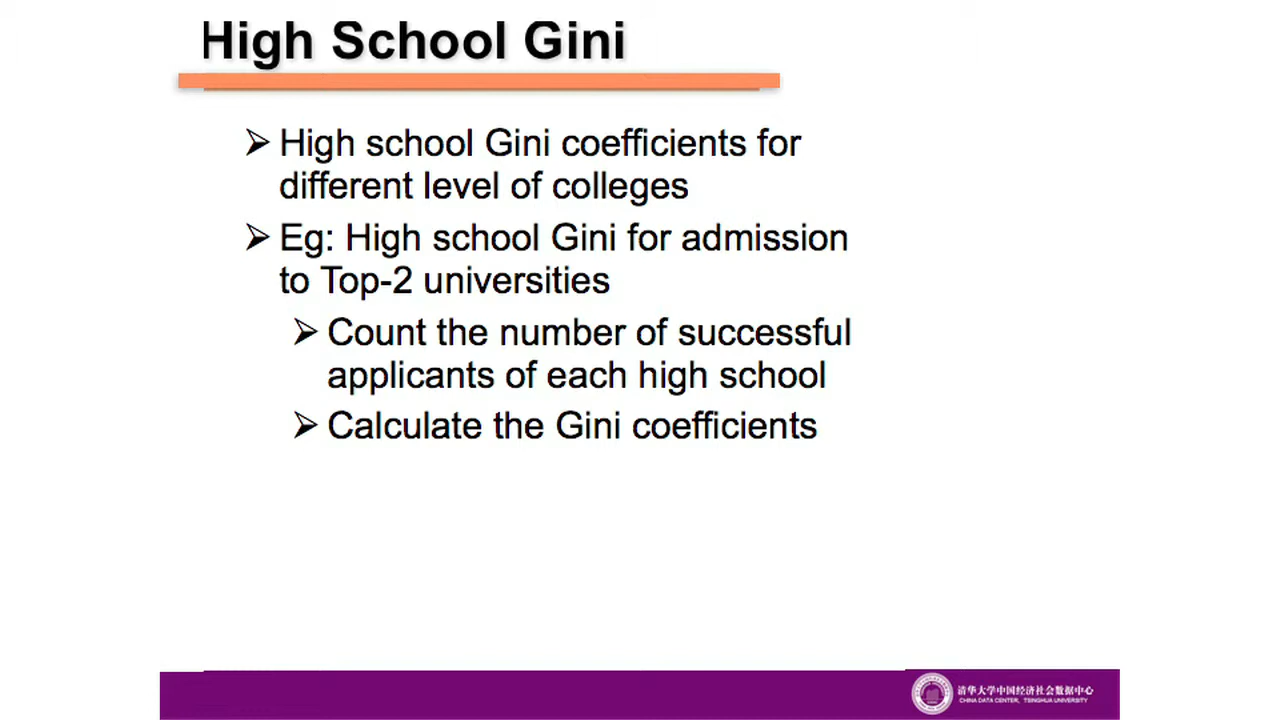 High School Gini
High school Gini coefficients for
different level of colleges
Eg: High school Gini for admission
to Top-2 universities
Count the number of successful
applicants of each high school
Calculate the Gini coefficients
清华大学中国经济社会数据中心
CHINA DATA CENTER, TSINGHUA UNIVERSITY